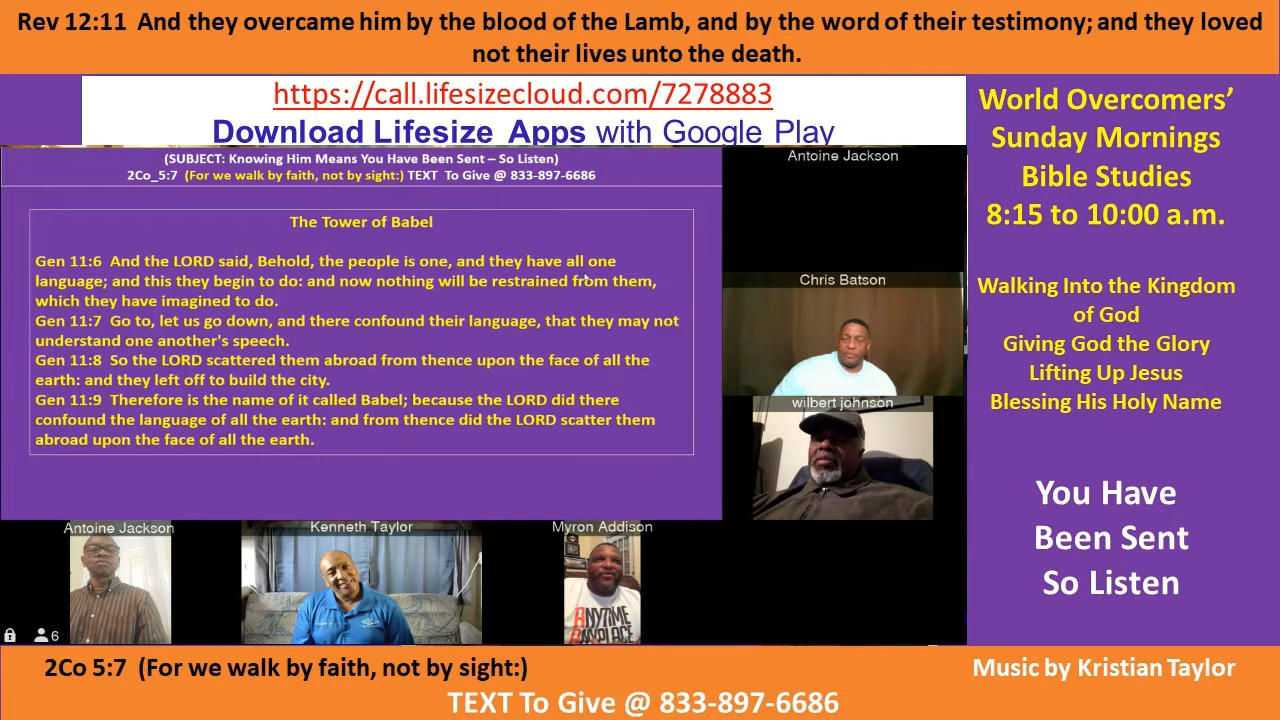 Rev 12:11  And they overcame him by the blood of the Lamb, and by the word of their testimony; and they loved
not their lives unto the death.
https://call.lifesizecloud.com/7278883
Download Lifesize Apps with Google Play
(SUBJECT: Knowing Him Means You Have Been Sent – So Listen)
2Co_5:7 (For we walk by faith, not by sight:) TEXT To Give @ 833-897-6686
The Tower of Babel
Gen 11:6  And the LORD said, Behold, the people is one, and they have all one
language; and this they begin to do: and now nothing will be restrained from them,
which they have imagined to do.
Gen 11:7  Go to, let us go down, and there confound their language, that they may not
understand one another's speech.
Gen 11:8  So the LORD scattered them abroad from thence upon the face of all the
earth: and they left off to build the city.
Gen 11:9  Therefore is the name of it called Babel; because the LORD did there
confound the language of all the earth: and from thence did the LORD scatter them
abroad upon the face of all the earth.
Antoine Jackson
Chris Batson
wilbert johnson
Antoine Jackson
Kenneth Taylor
Myron Addison
ANYTIME
ANYPLACE
6
World Overcomers’
Sunday Mornings
Bible Studies
8:15 to 10:00 a.m.
Walking Into the Kingdom
of God
Giving God the Glory
Lifting Up Jesus
Blessing His Holy Name
You Have
Been Sent
So Listen
2Co 5:7  (For we walk by faith, not by sight:)
Music by Kristian Taylor
TEXT To Give @ 833-897-6686